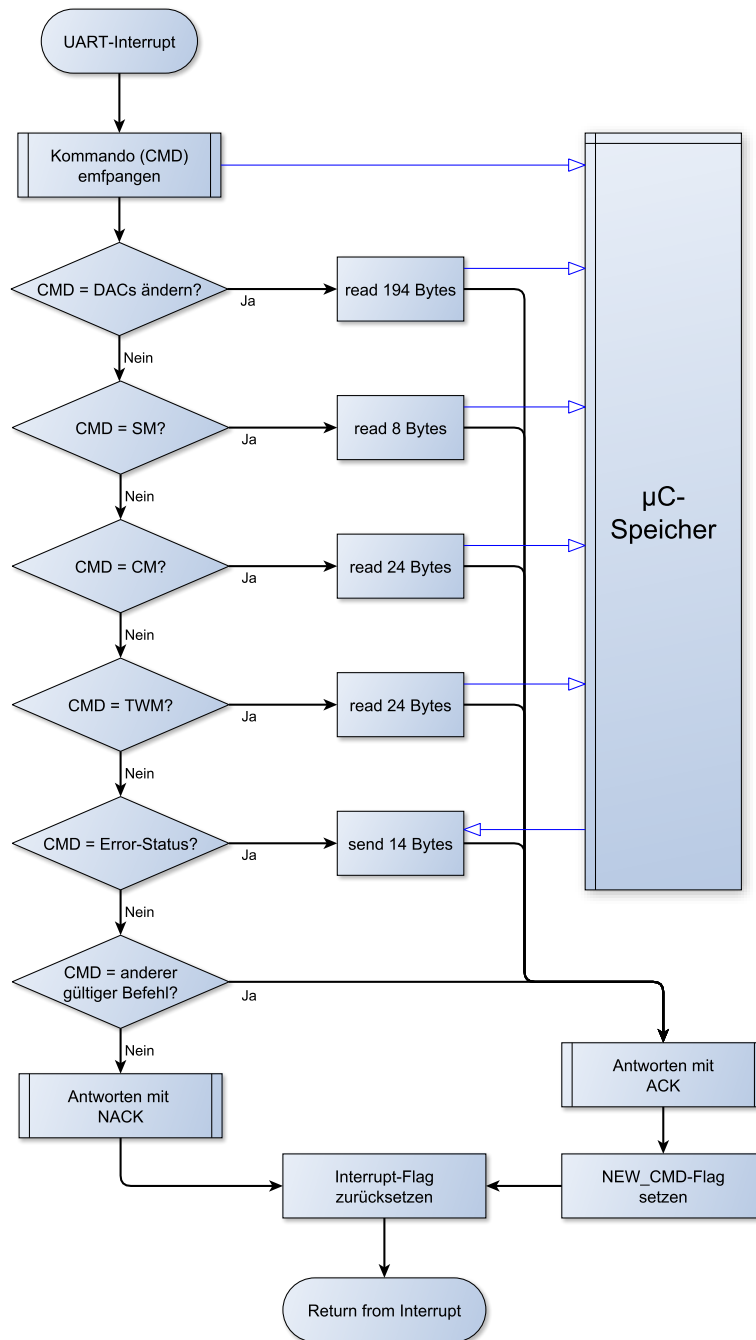 UART-Interrupt
Kommando (CMD)
emfpangen
CMD = DACs ändern?
Ja
read 194 Bytes
Nein
CMD = SM?
Ja
read 8 Bytes
Nein
µC-
Speicher
CMD = CM?
Ja
read 24 Bytes
Nein
CMD = TWM?
Ja
read 24 Bytes
Nein
CMD = Error-Status?
Ja
send 14 Bytes
Nein
CMD = anderer
gültiger Befehl?
Ja
Nein
Antworten mit
ACK
Antworten mit
NACK
Interrupt-Flag
zurücksetzen
NEW_CMD-Flag
setzen
Return from Interrupt